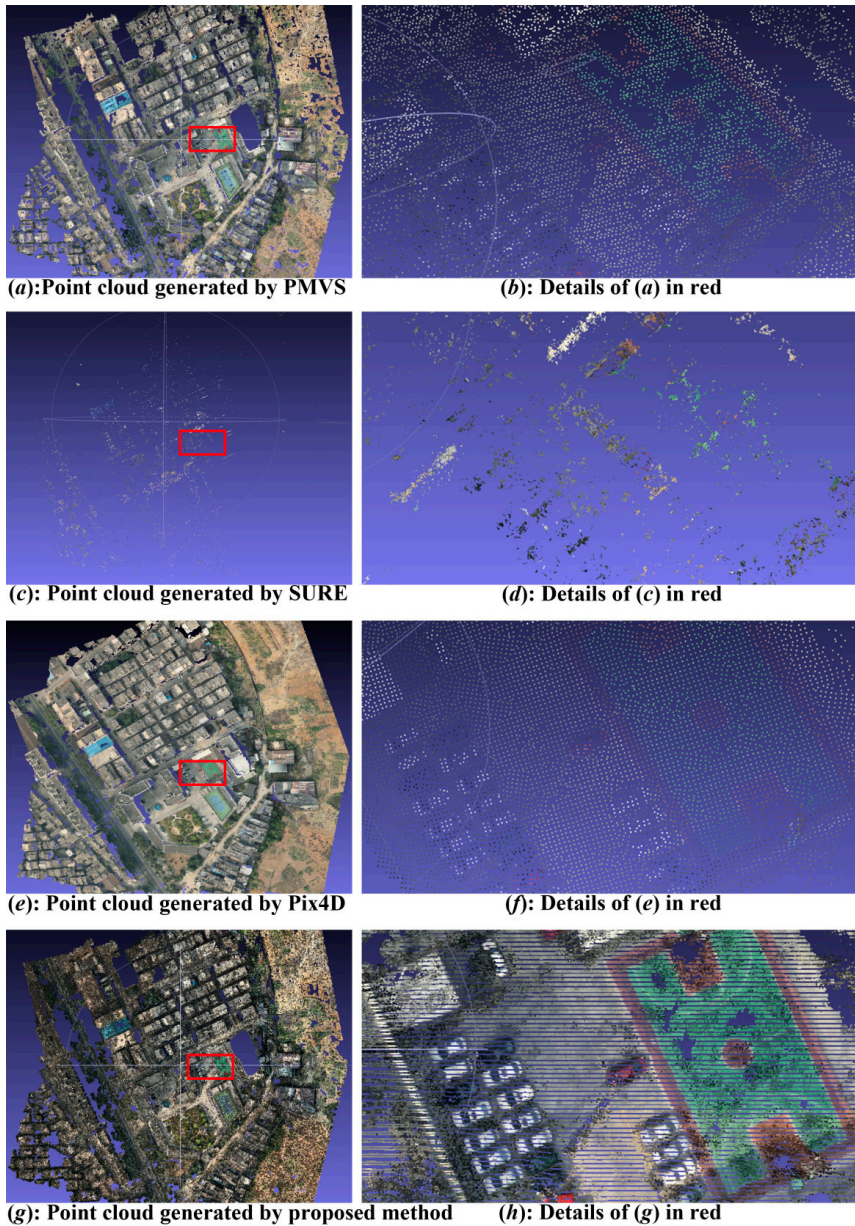 (a):Point cloud generated by PMVS
(b): Details of (a) in red
(c): Point cloud generated by SURE
(d): Details of (c) in red
(e): Point cloud generated by Pix4D
(f): Details of (e) in red
(g): Point cloud generated by proposed method
(h): Details of (g) in red